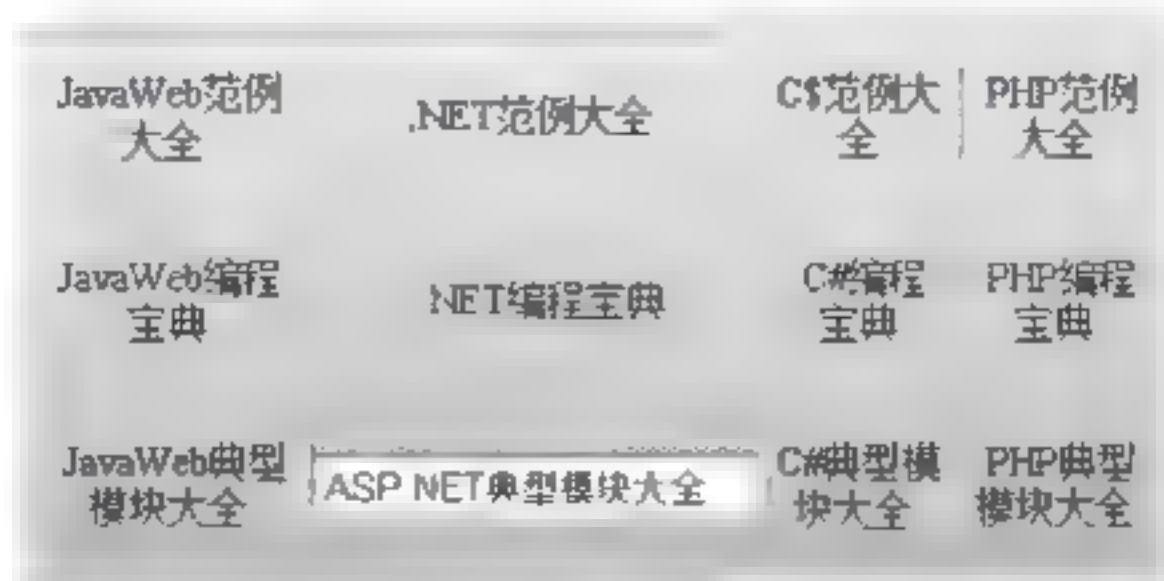 JavaWeb范例
大全
.NET范例大全
C$范例大
全
PHP范例
大全
JavaWeb编程
宝典
.NET编程宝典
C#编程
宝典
PHP编程
宝典
JavaWeb典型
模块大全
ASP NET典型模块大全
C#典型模
块大全
PHP典型
模块大全